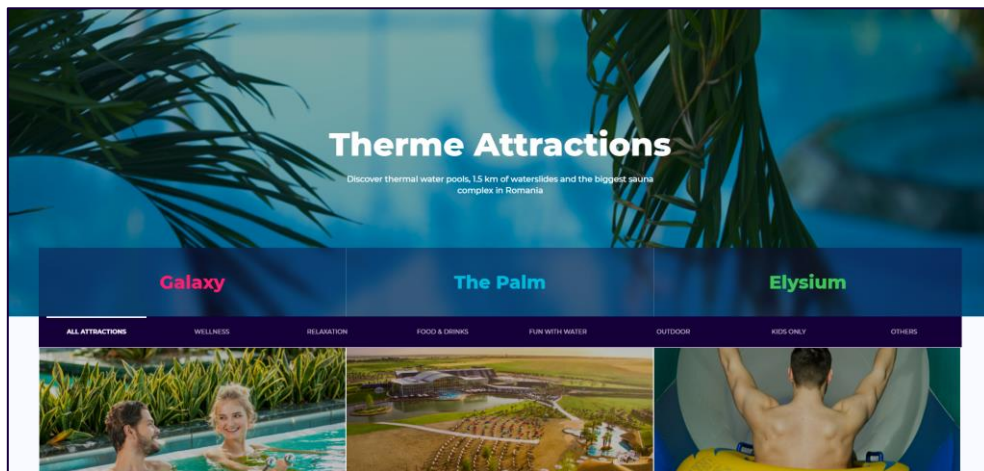 Therme Attractions
Discover thermal water pools, 1.5 km of waterslides and the biggest sauna
complex in Romania
Galaxy
The Palm
Elysium
ALL ATTRACTIONS
WELLNESS
RELAXATION
FOOD & DRINKS
FUN WITH WATER
OUTDOOR
KIDS ONLY
OTHERS